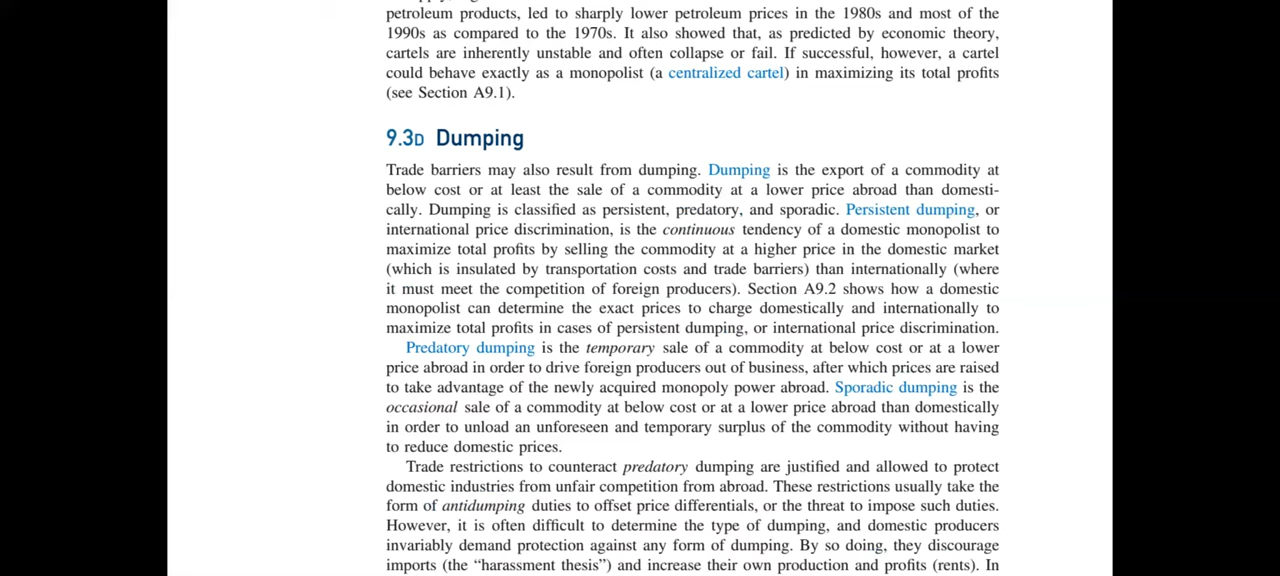 petroleum products, led to sharply lower petroleum prices in the 1980s and most of the
1990s as compared to the 1970s. It also showed that, as predicted by economic theory,
cartels are inherently unstable and often collapse or fail. If successful, however, a cartel
could behave exactly as a monopolist (a centralized cartel) in maximizing its total profits
(see Section A9.1).
9.3D Dumping
Trade barriers may also result from dumping. Dumping is the export of a commodity at
below cost or at least the sale of a commodity at a lower price abroad than domesti-
cally. Dumping is classified as persistent, predatory, and sporadic. Persistent dumping, or
international price discrimination, is the continuous tendency of a domestic monopolist to
maximize total profits by selling the commodity at a higher price in the domestic market
(which is insulated by transportation costs and trade barriers) than internationally (where
it must meet the competition of foreign producers). Section A9.2 shows how a domestic
monopolist can determine the exact prices to charge domestically and internationally to
maximize total profits in cases of persistent dumping, or international price discrimination.
Predatory dumping is the temporary sale of a commodity at below cost or at a lower
price abroad in order to drive foreign producers out of business, after which prices are raised
to take advantage of the newly acquired monopoly power abroad. Sporadic dumping is the
occasional sale of a commodity at below cost or at a lower price abroad than domestically
in order to unload an unforeseen and temporary surplus of the commodity without having
to reduce domestic prices.
Trade restrictions to counteract predatory dumping are justified and allowed to protect
domestic industries from unfair competition from abroad. These restrictions usually take the
form of antidumping duties to offset price differentials, or the threat to impose such duties.
However, it is often difficult to determine the type of dumping, and domestic producers
invariably demand protection against any form of dumping. By so doing, they discourage
imports (the “harassment thesis”) and increase their own production and profits (rents). In